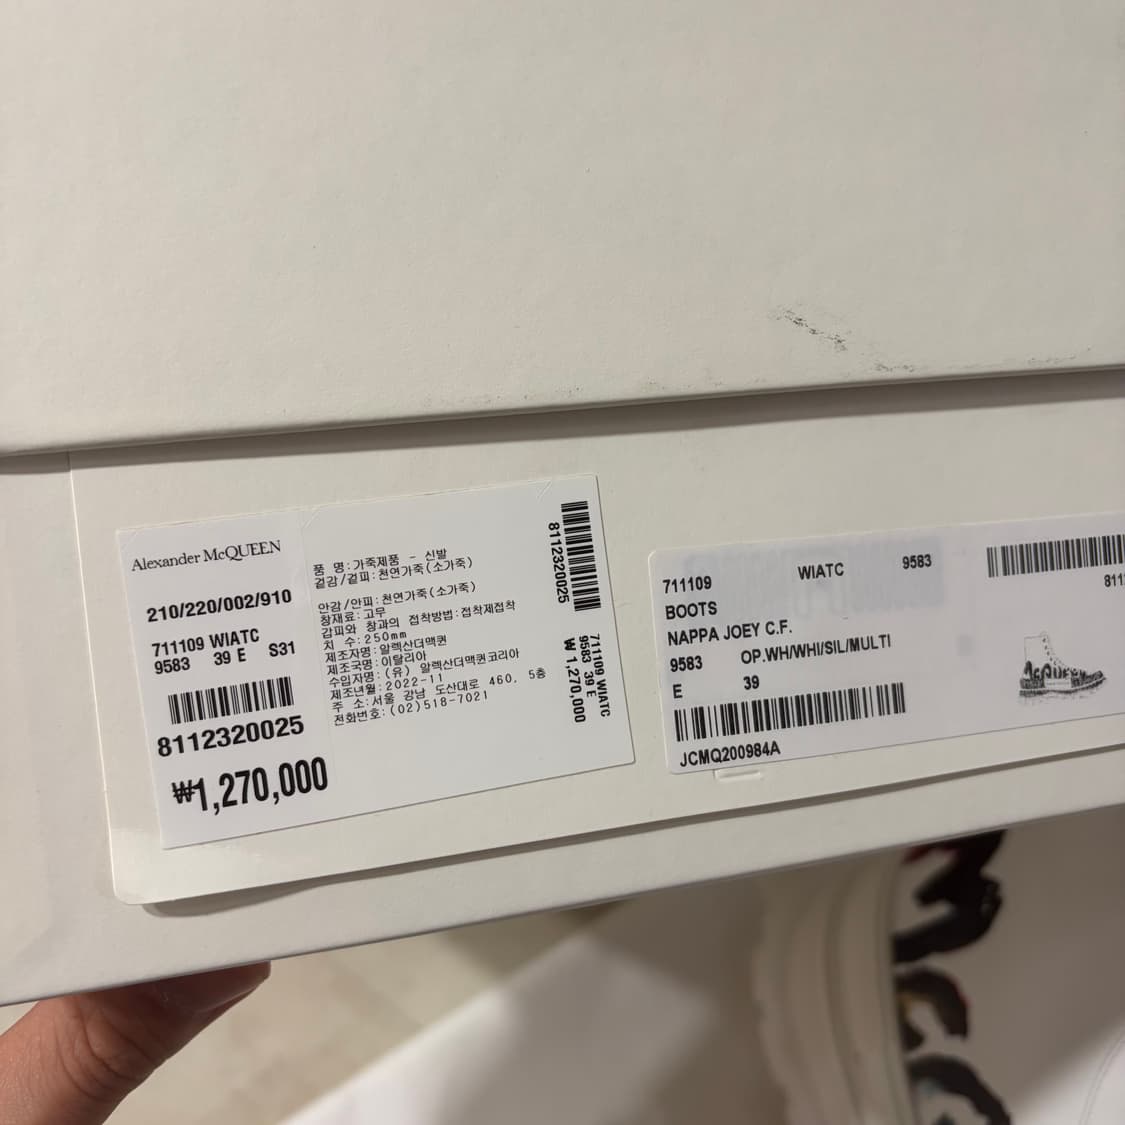 Alexander McQUEEN
210/220/002/910
711109 WIATC
9583 39 E S31
8112320025
₩1,270,000
품 명:가죽제품 - 신발
겉감/겉피:천연가죽(소가죽)
안감/안피:천연가죽(소가죽)
창재료:고무
갑피와 창과의 접착방법:접착제접착
치 수:250mm
제조자명:알렉산더맥퀸
제조국명:이탈리아
수입자명:(유) 알렉산더맥퀸코리아
제조년월:2022-11
주 소:서울 강남 도산대로 460, 5층
전화번호:(02)518-7021
8112320025
711109 WIATC
9583 39 E
₩ 1,270,000
711109 WIATC 9583
BOOTS
NAPPA JOEY C.F.
9583 OP.WH/WHI/SIL/MULTI
E 39
JCMQ200984A
811
McQUEEN